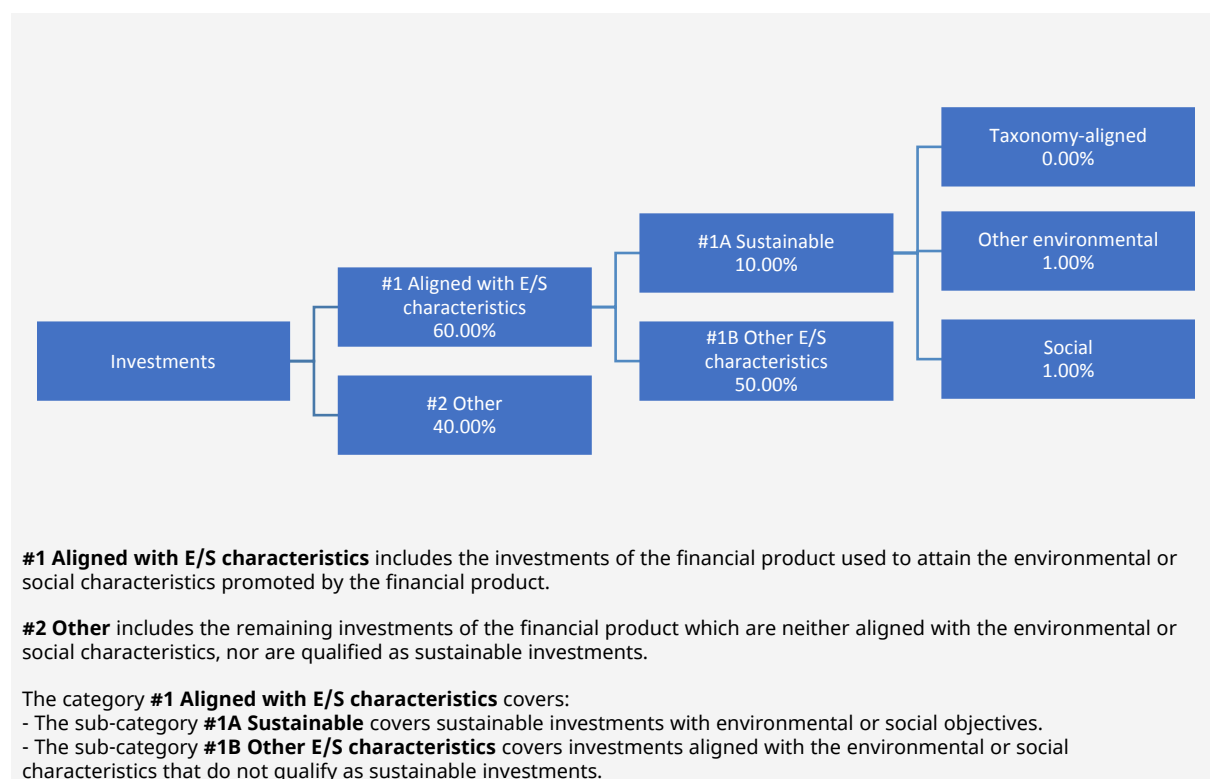 Investments
#1 Aligned with E/S
characteristics
60.00%
#2 Other
40.00%
#1A Sustainable
10.00%
#1B Other E/S
characteristics
50.00%
Taxonomy-aligned
0.00%
Other environmental
1.00%
Social
1.00%
#1 Aligned with E/S characteristics includes the investments of the financial product used to attain the environmental or
social characteristics promoted by the financial product.
#2 Other includes the remaining investments of the financial product which are neither aligned with the environmental or
social characteristics, nor are qualified as sustainable investments.
The category #1 Aligned with E/S characteristics covers:
- The sub-category #1A Sustainable covers sustainable investments with environmental or social objectives.
- The sub-category #1B Other E/S characteristics covers investments aligned with the environmental or social
characteristics that do not qualify as sustainable investments.